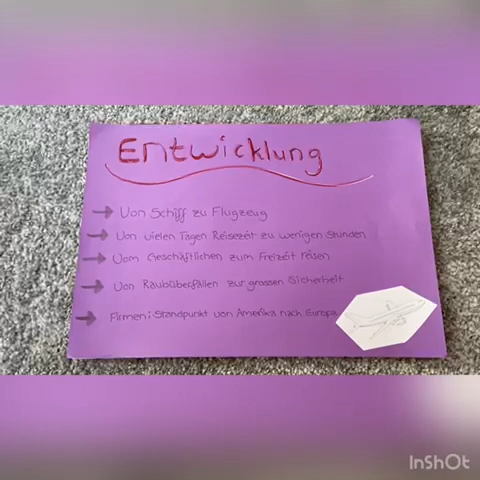 Entwicklung
Von Schiff zu Flugzeug
Von vielen Tagen Reisezeit zu wenigen Stunden
Vom Geschäftlichen zum Freizeit reisen
Von Raubüberfällen zur grossen Sicherheit
Firmen: Standpunkt von Amerika nach Europa
InShOt